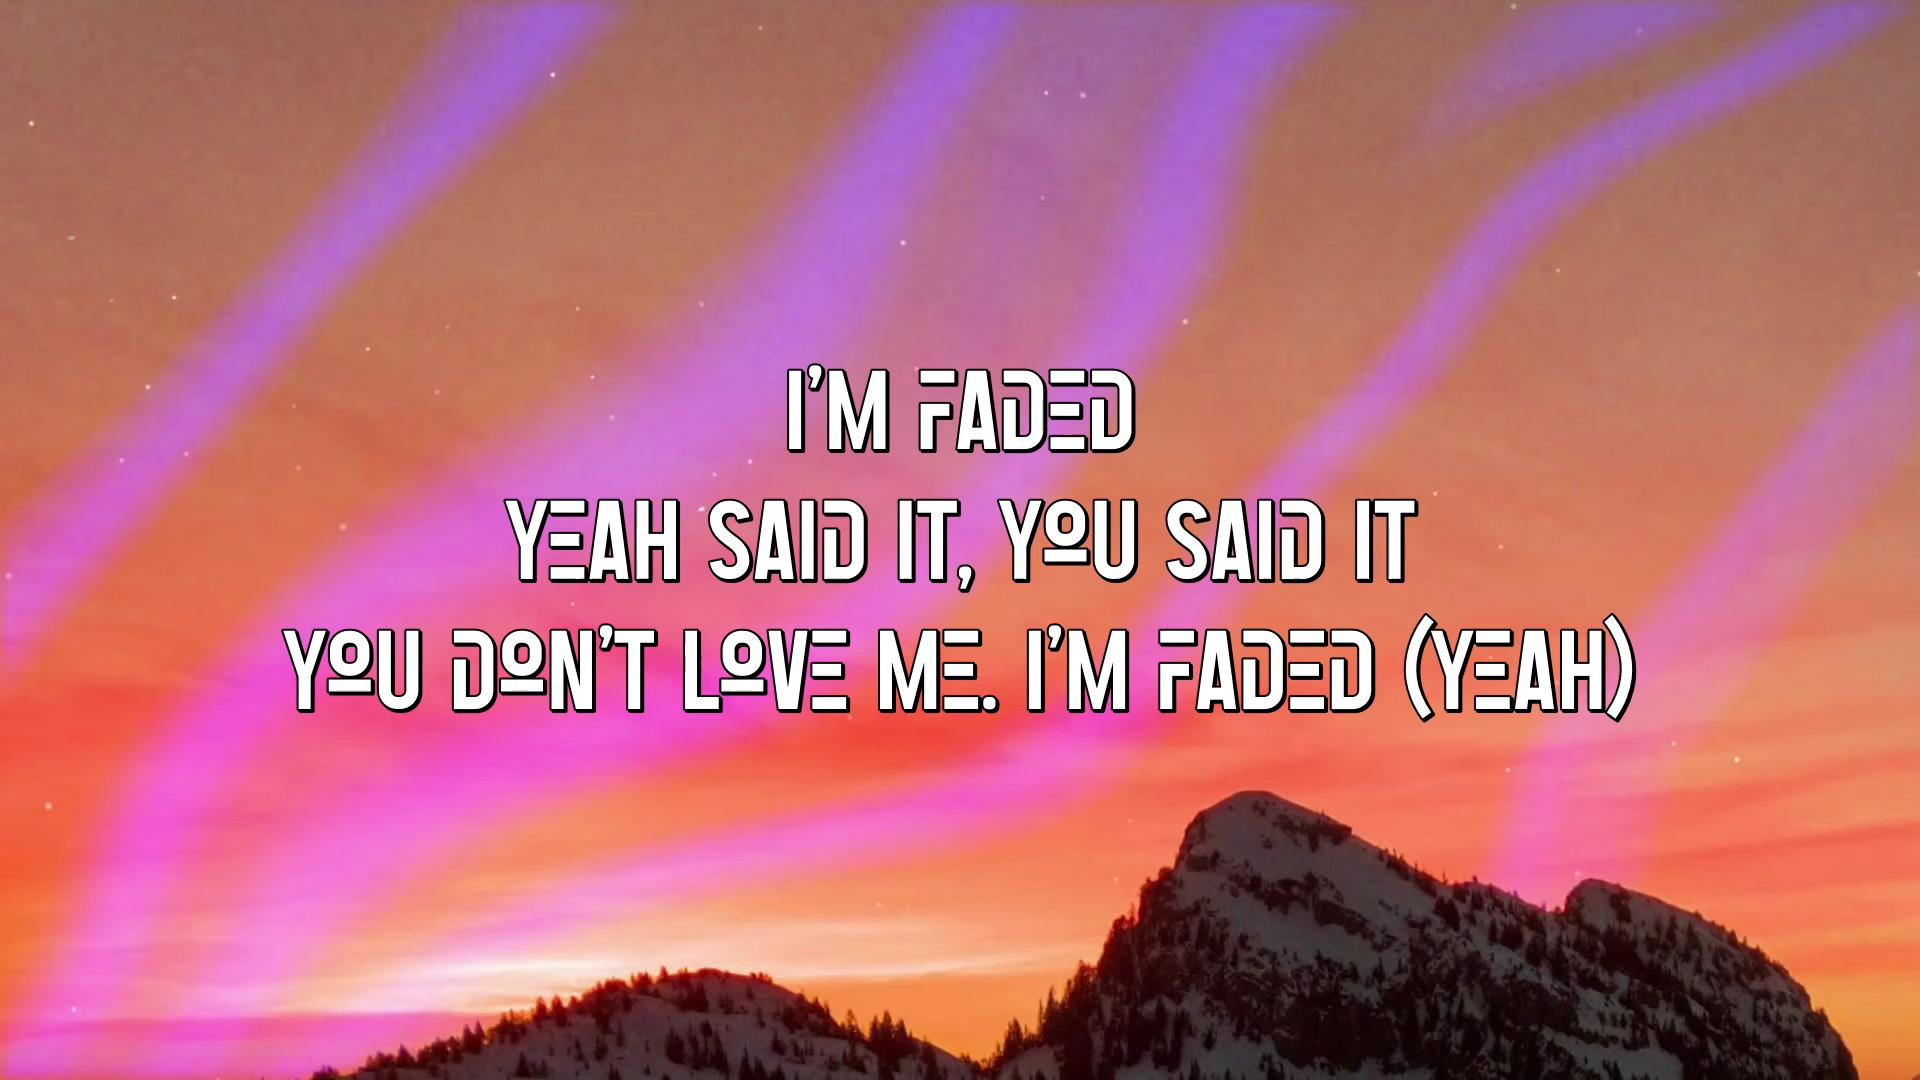 I'M FADED
YEAH SAID IT, YOU SAID IT
YOU DON'T LOVE ME. I'M FADED (YEAH)